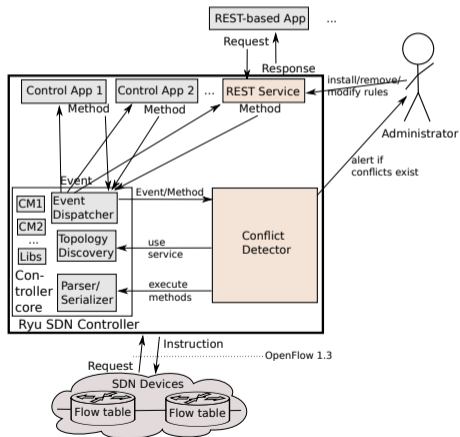 REST-based App
...
Request
Response
Control App 1
Control App 2
...
REST Service
install/remove/
modify rules
Method
Method
Method
Administrator
alert if
conflicts exist
Event
Event
Dispatcher
Event/Method
CM1
CM2
...
Libs
Topology
Discovery
use
service
Conflict
Detector
Con-
troller
core
Parser/
Serializer
execute
methods
Ryu SDN Controller
Request
Instruction
OpenFlow 1.3
SDN Devices
Flow table
Flow table